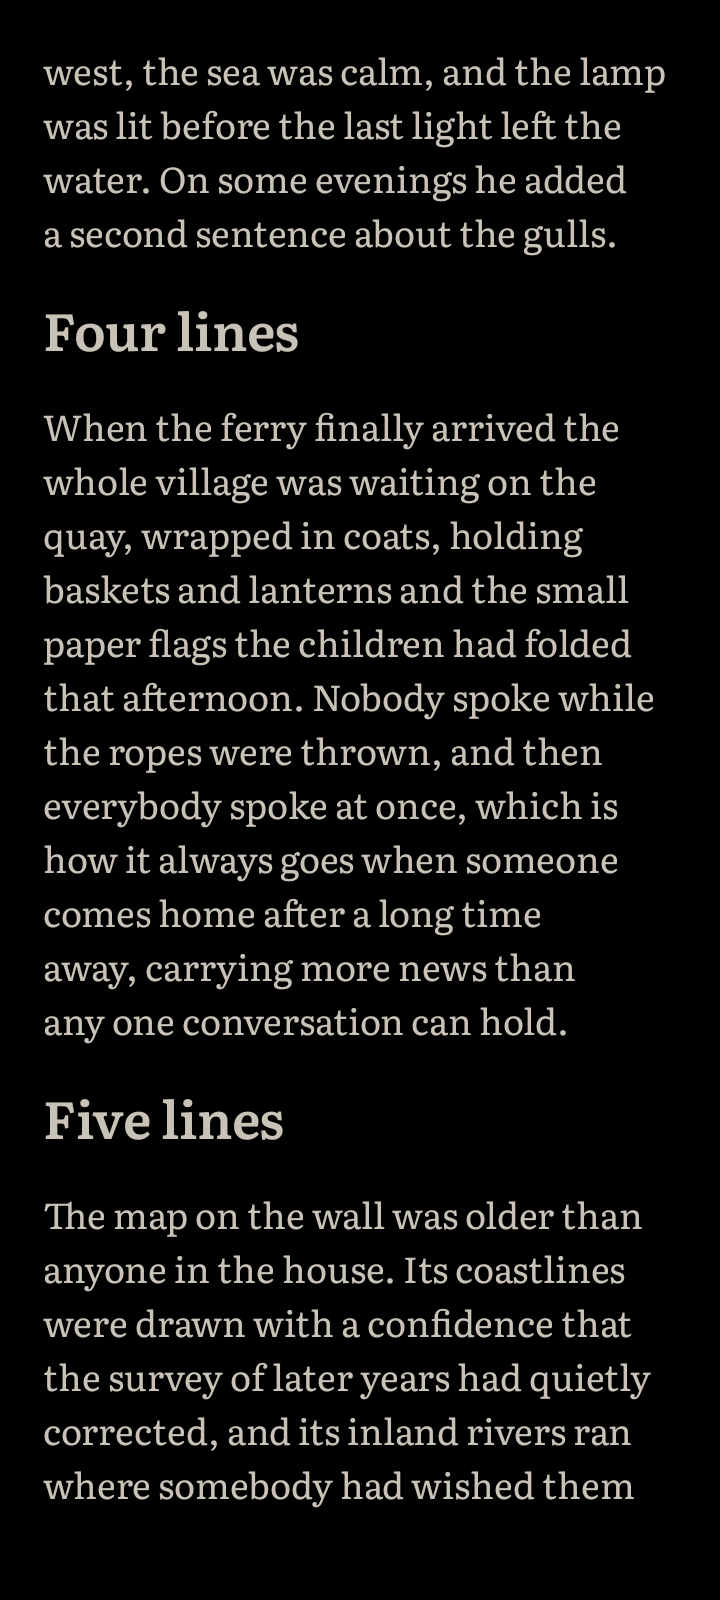 west, the sea was calm, and the lamp
was lit before the last light left the
water. On some evenings he added
a second sentence about the gulls.
Four lines
When the ferry finally arrived the
whole village was waiting on the
quay, wrapped in coats, holding
baskets and lanterns and the small
paper flags the children had folded
that afternoon. Nobody spoke while
the ropes were thrown, and then
everybody spoke at once, which is
how it always goes when someone
comes home after a long time
away, carrying more news than
any one conversation can hold.
Five lines
The map on the wall was older than
anyone in the house. Its coastlines
were drawn with a confidence that
the survey of later years had quietly
corrected, and its inland rivers ran
where somebody had wished them